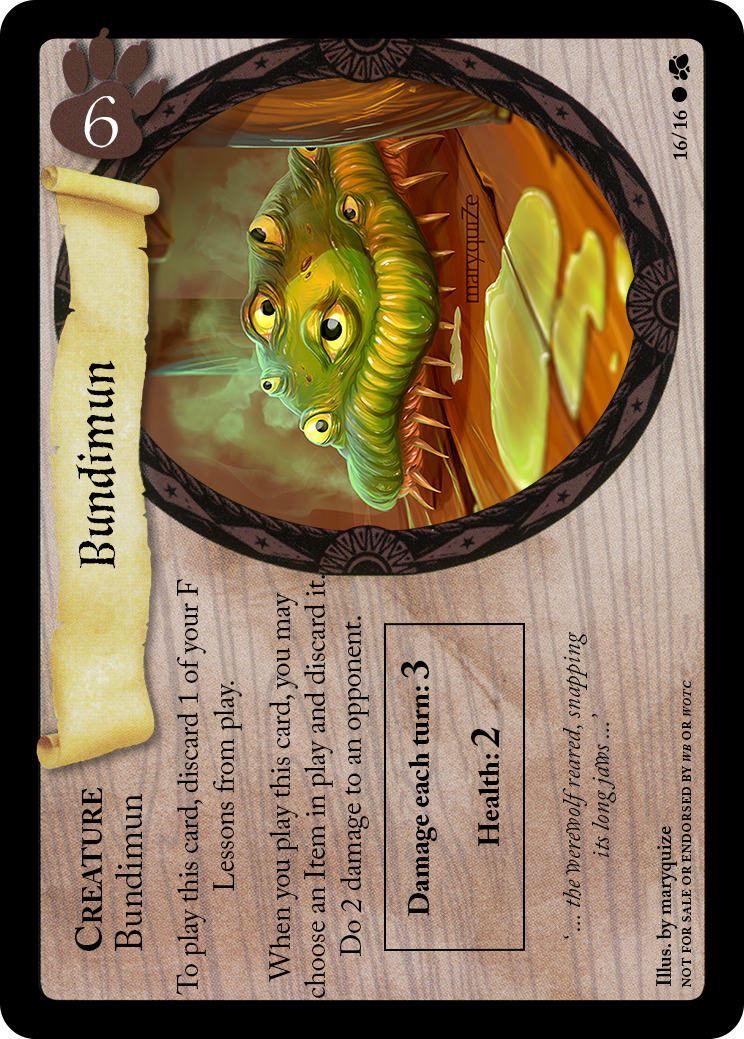 6
Bundimun
CREATURE
Bundimun
To play this card, discard 1 of your F
Lessons from play.
When you play this card, you may
choose an Item in play and discard it.
Do 2 damage to an opponent.
Damage each turn: 3
Health: 2
‘... the werewolf reared, snapping
its long jaws ...’
Illus. by maryquize
NOT FOR SALE OR ENDORSED BY WB OR WOTC
16/16
maryquiZe